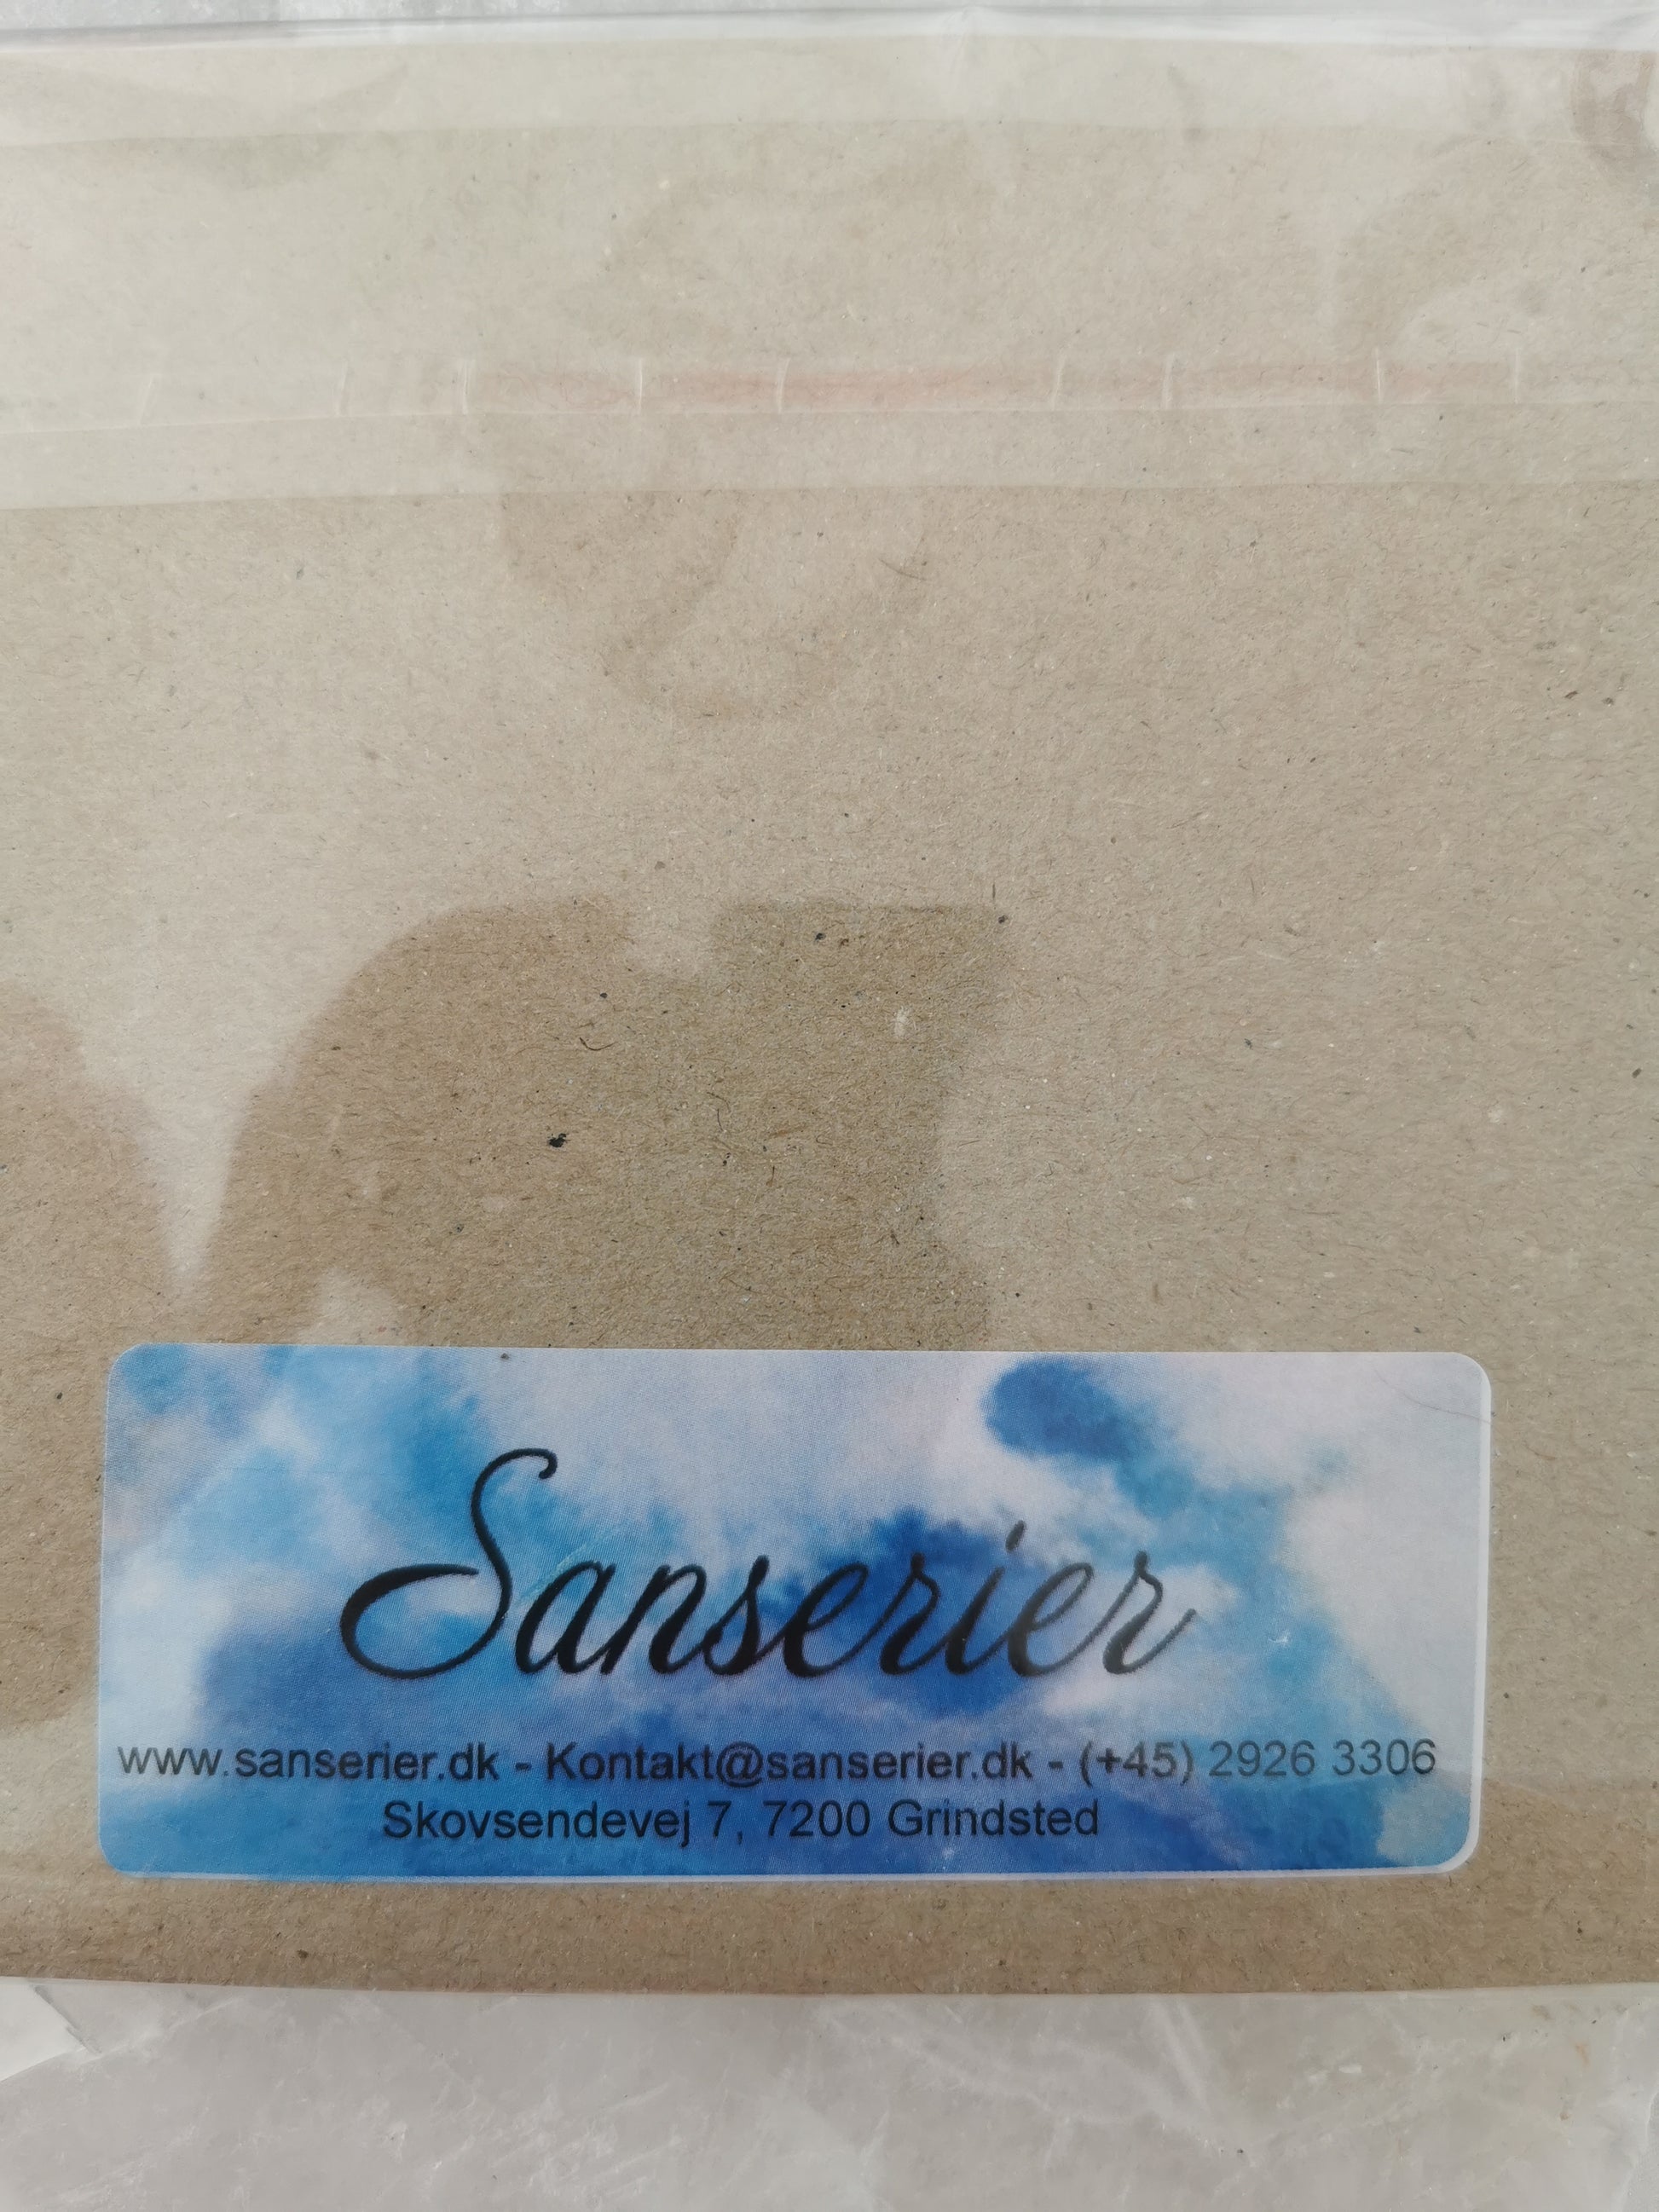 Sanserier
www.sanserier.dk - Kontakt@sanserier.dk - (+45) 2926 3306
Skovsendevej 7, 7200 Grindsted